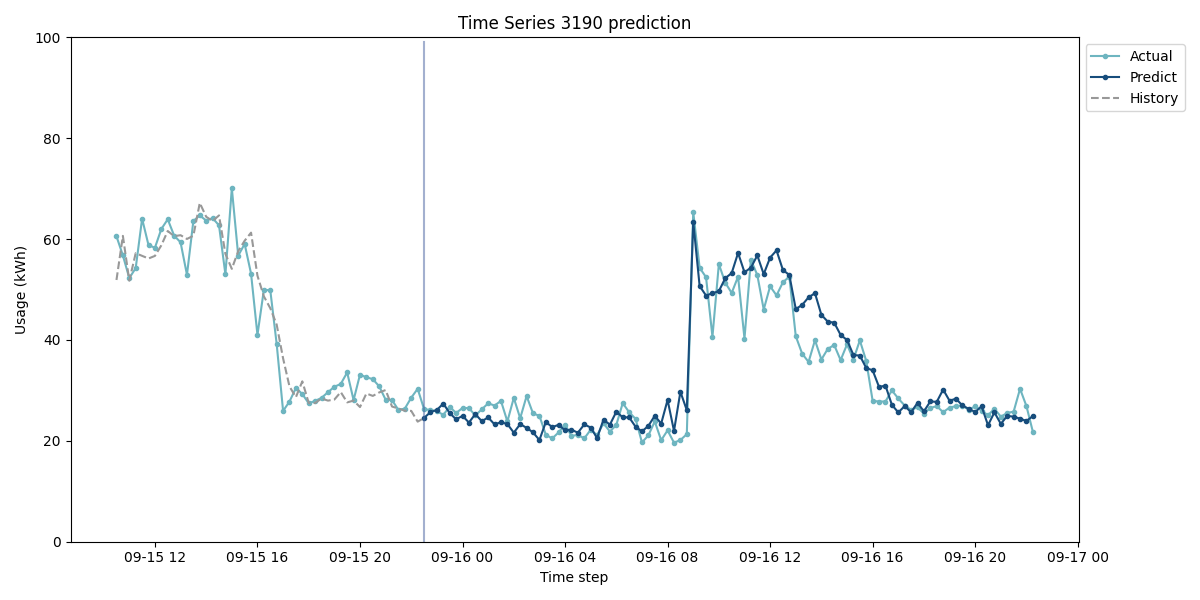 Time Series 3190 prediction
100
80
60
40
20
0
Usage (kWh)
09-15 12
09-15 16
09-15 20
09-16 00
09-16 04
09-16 08
09-16 12
09-16 16
09-16 20
09-17 00
Time step
Actual
Predict
History